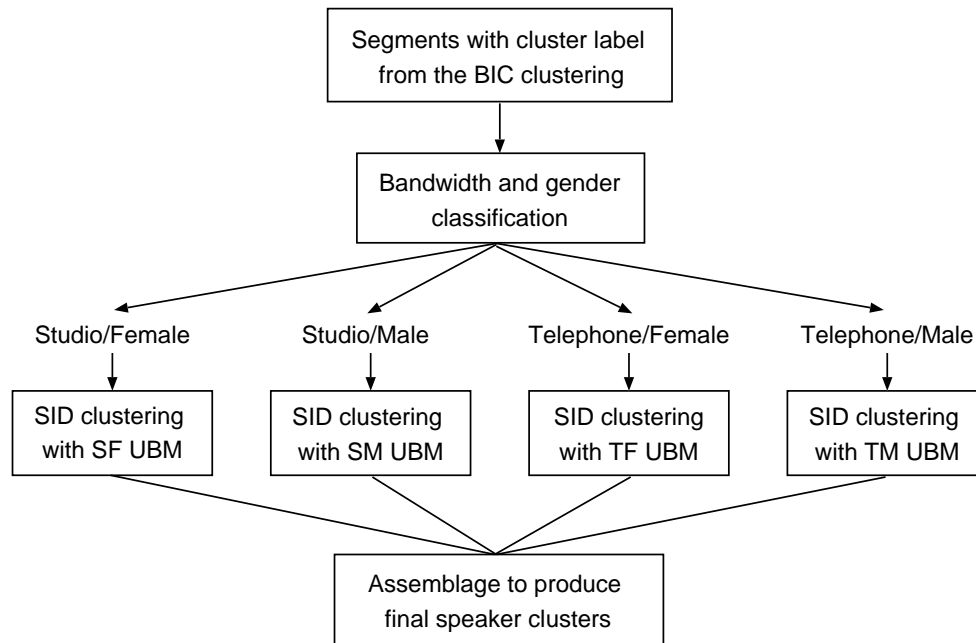 Segments with cluster label
from the BIC clustering
Bandwidth and gender
classification
Studio/Female
Studio/Male
Telephone/Female
Telephone/Male
SID clustering
with SF UBM
SID clustering
with SM UBM
SID clustering
with TF UBM
SID clustering
with TM UBM
Assemblage to produce
final speaker clusters